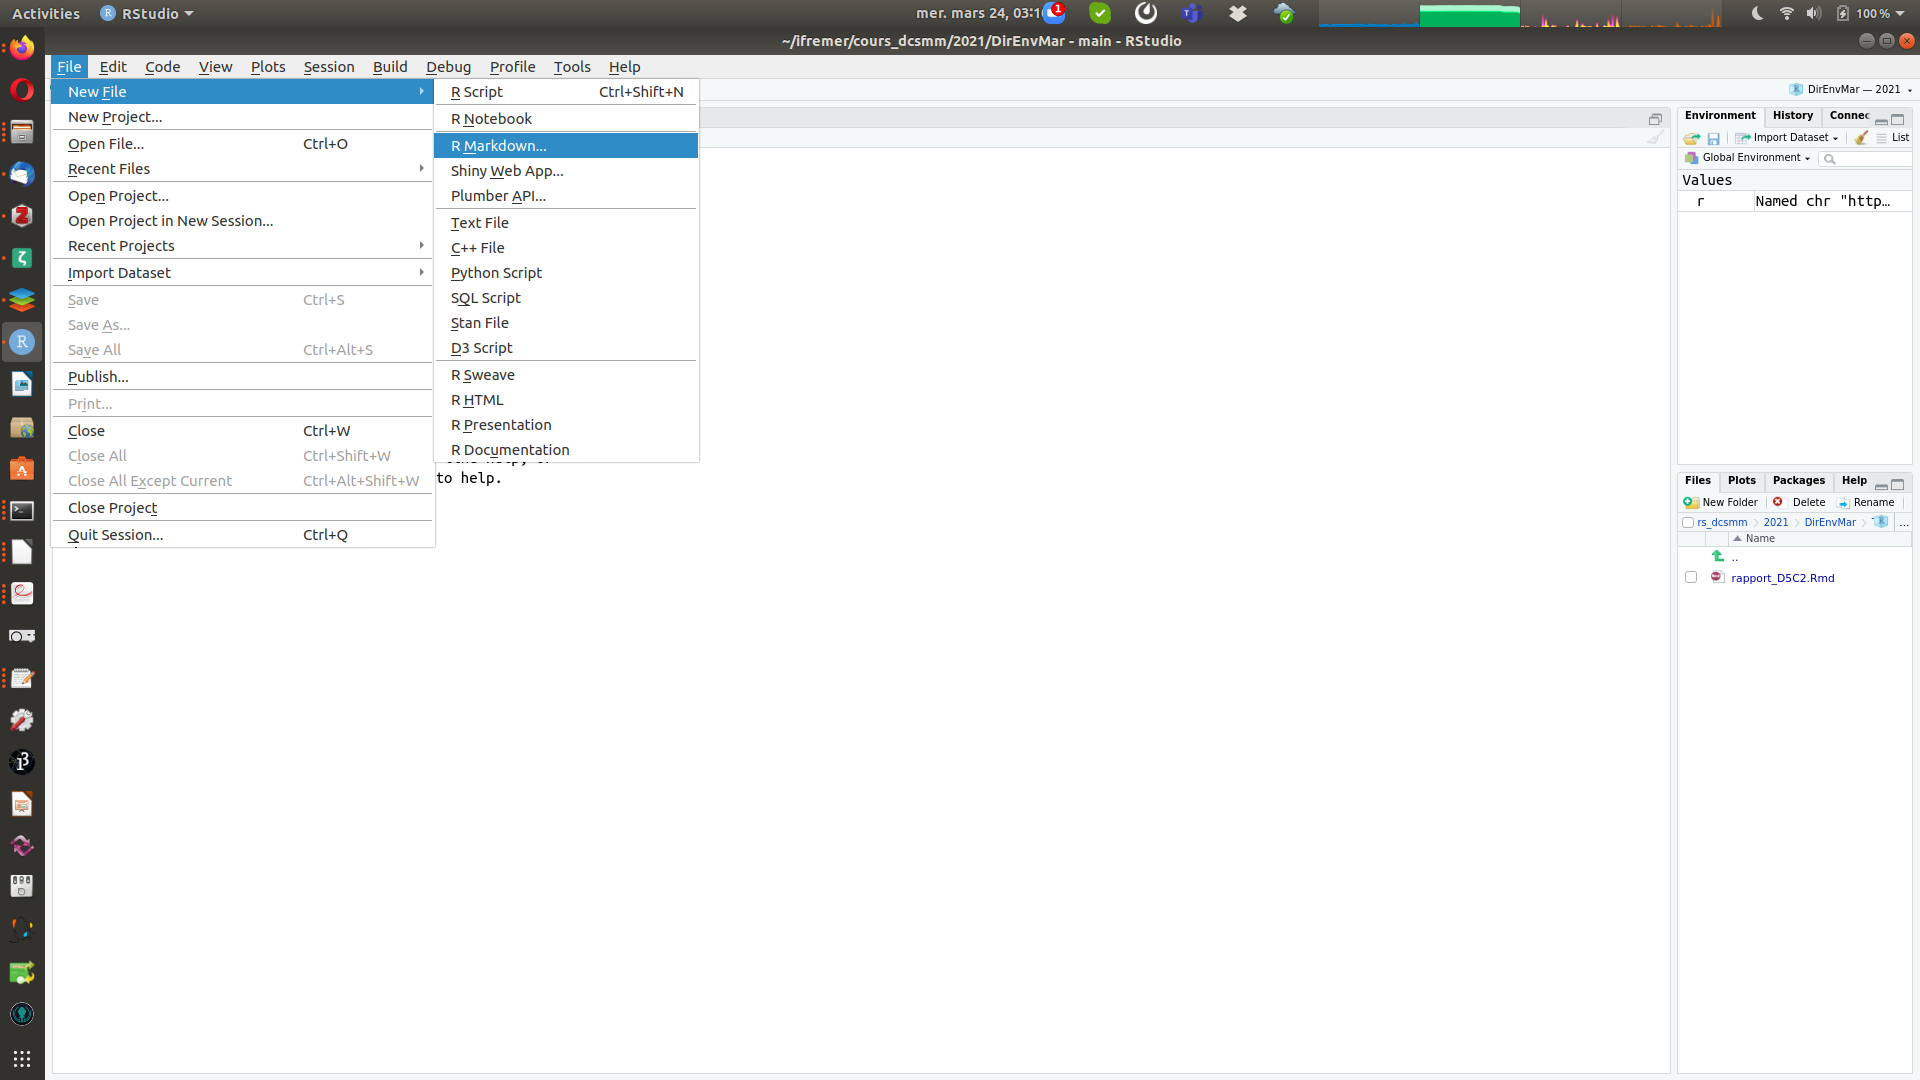 Activities RStudio mer. mars 24, 03:1 1 100 %
~/ifremer/cours_dcsmm/2021/DirEnvMar - main - RStudio
File Edit Code View Plots Session Build Debug Profile Tools Help
New File
New Project...
Open File... Ctrl+O
Recent Files
Open Project...
Open Project in New Session...
Recent Projects
Import Dataset
Save Ctrl+S
Save As...
Save All Ctrl+Alt+S
Publish...
Print...
Close Ctrl+W
Close All Ctrl+Shift+W
Close All Except Current Ctrl+Alt+Shift+W
Close Project
Quit Session... Ctrl+Q
R Script Ctrl+Shift+N
R Notebook
R Markdown...
Shiny Web App...
Plumber API...
Text File
C++ File
Python Script
SQL Script
Stan File
D3 Script
R Sweave
R HTML
R Presentation
R Documentation
to help.
DirEnvMar — 2021
Environment History Connec
Import Dataset List
Global Environment
Values
r Named chr "http…
Files Plots Packages Help
New Folder Delete Rename
rs_dcsmm 2021 DirEnvMar ...
Name
..
rapport_D5C2.Rmd